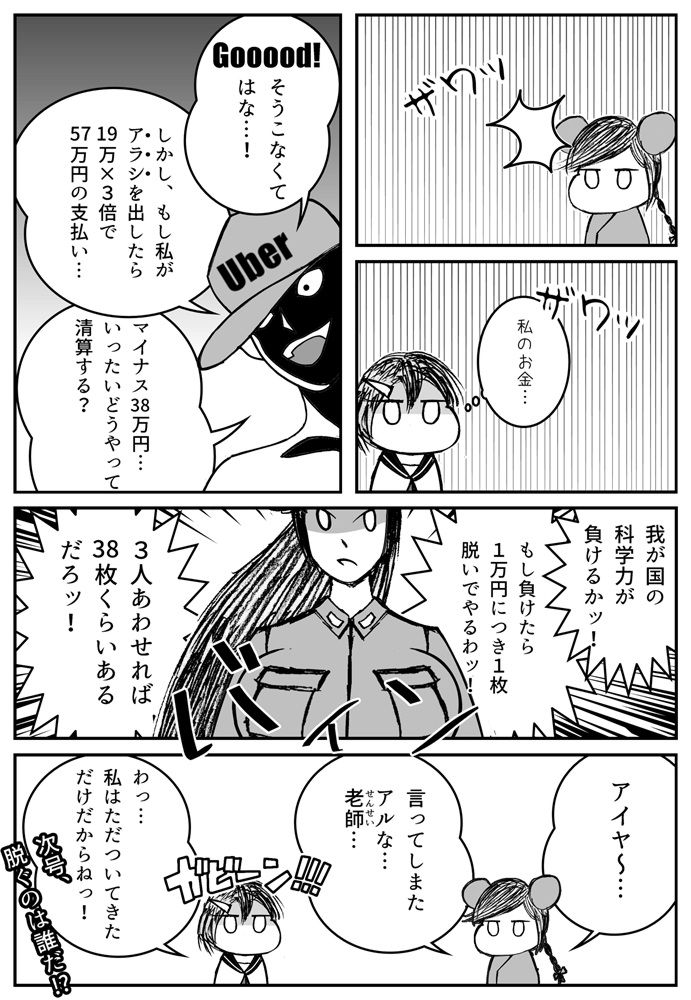 ザワッ
ザワッ
私のお金…
Gooood!
そうこなくて
はな…！
しかし、もし私が
アラシを出したら
19万×３倍で
57万円の支払い…
マイナス38万円…
いったいどうやって
清算する？
Uber
我が国の
科学力が
負けるかッ！
もし負けたら
１万円につき１枚
脱いでやるわッ！
３人あわせれば
38枚くらいある
だろッ！
バイン
アイヤ～…
言ってしまた
アルな…
老師…
せんせい
ガビーン!!!!
わっ…
私はただついてきた
だけだからねっ！
次号、
脱ぐのは誰だ!?